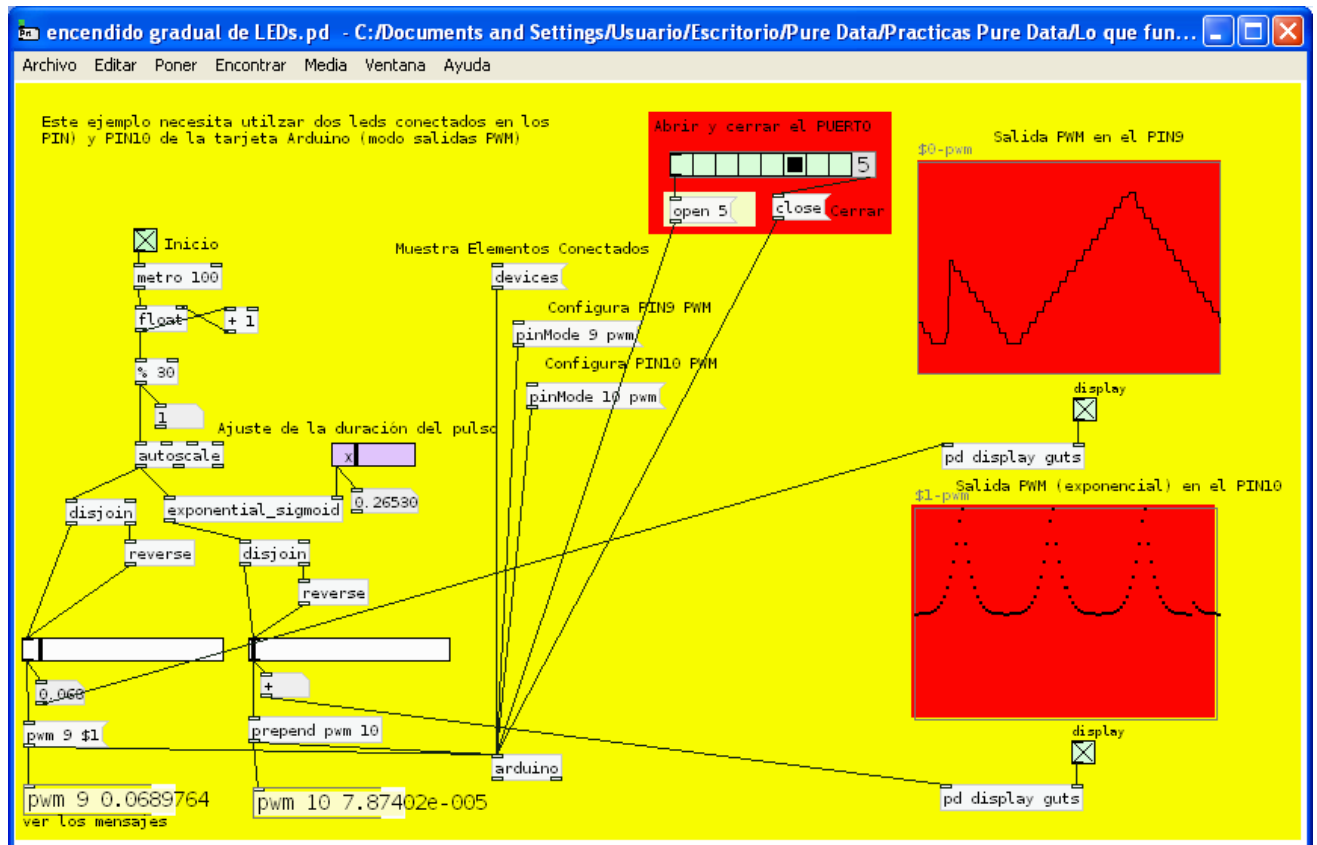 encendido gradual de LEDs.pd - C:/Documents and Settings/Usuario/Escritorio/Pure Data/Practicas Pure Data/Lo que fun...
Archivo Editar Poner Encontrar Media Ventana Ayuda
Este ejemplo necesita utilzar dos leds conectados en los
PIN) y PIN10 de la tarjeta Arduino (modo salidas PWM)
Abrir y cerrar el PUERTO
5
open 5
close
Cerrar
Salida PWM en el PIN9
$0-pwm
Inicio
metro 100
float
+ 1
% 30
1
Muestra Elementos Conectados
devices
Configura PIN9 PWM
pinMode 9 pwm
Configura PIN10 PWM
pinMode 10 pwm
display
pd display guts
Ajuste de la duración del pulso
autoscale
x
0.26530
exponential_sigmoid
disjoin
reverse
disjoin
reverse
Salida PWM (exponencial) en el PIN10
$1-pwm
0.068
+
pwm 9 $1
prepend pwm 10
arduino
display
pd display guts
pwm 9 0.0689764
pwm 10 7.87402e-005
ver los mensajes